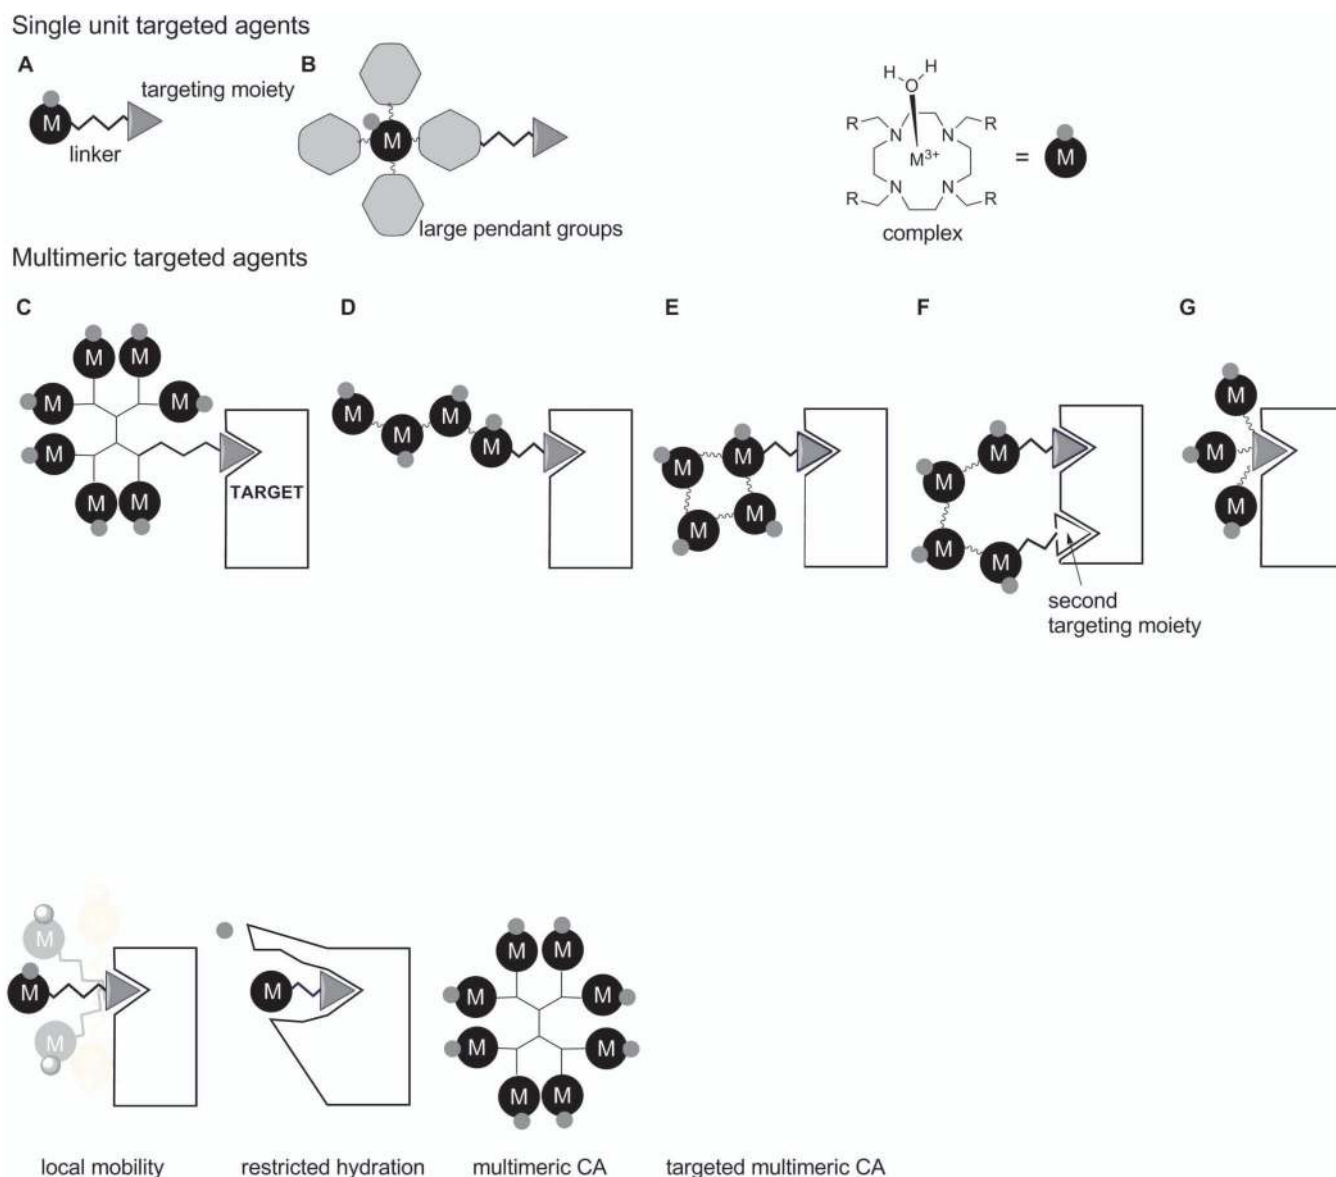 Single unit targeted agents
A
targeting moiety
M
linker
B
M
large pendant groups
H H
O
R R
N N
M3+
N N
R R
complex
=
M
Multimeric targeted agents
C
M M
M M
M
M M
TARGET
D
M
M
M
M
E
M M
M M
F
M
M
M
M
second
targeting moiety
G
M
M
M
M
M
M
local mobility
M
restricted hydration
M M
M M
M M
M M
multimeric CA
targeted multimeric CA